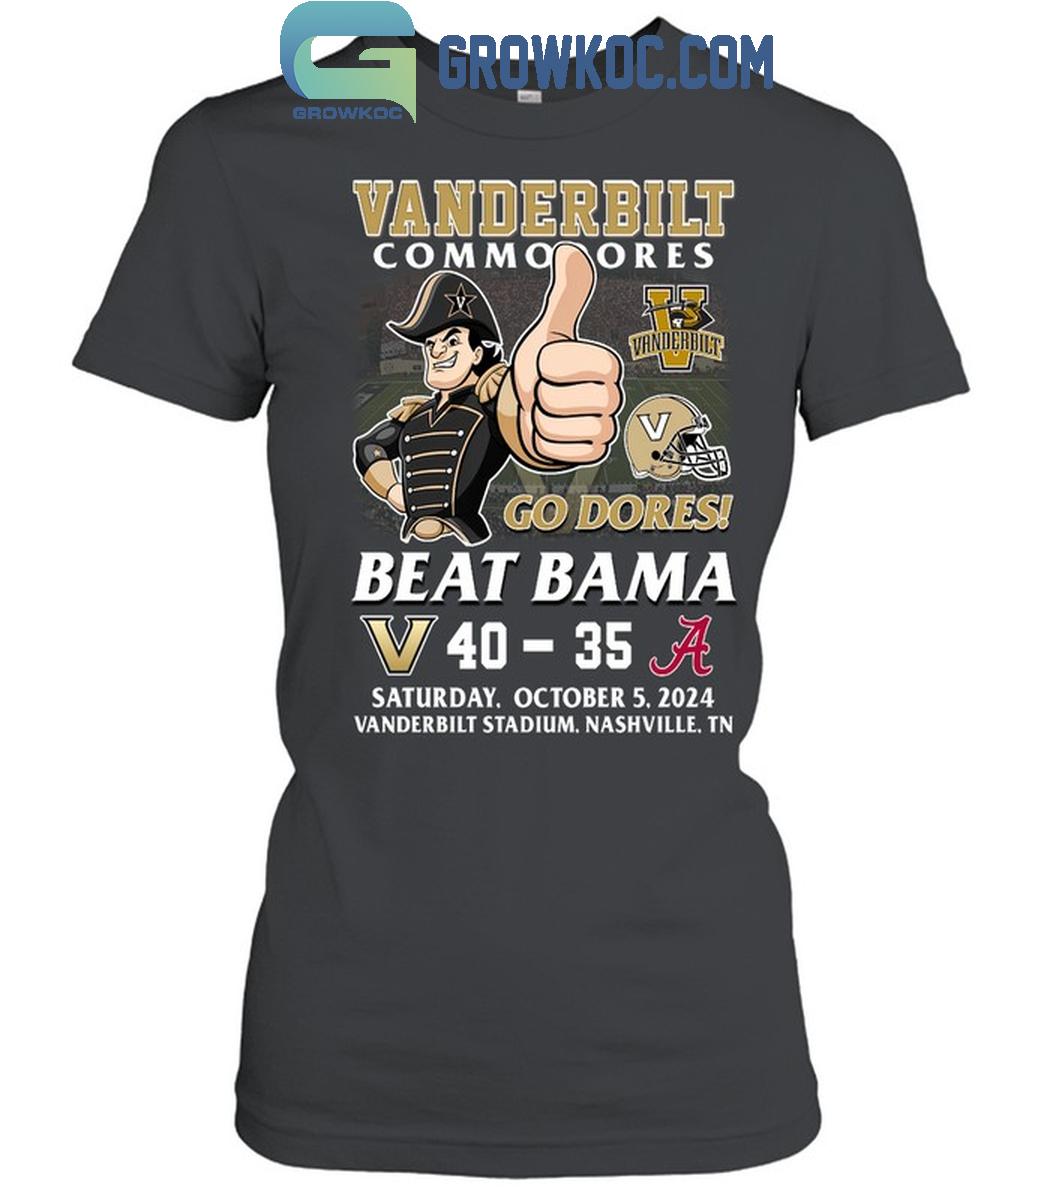 GROWKOC.COM
GROWKOC
VANDERBILT
COMMODORES
V
VANDERBILT
V
GO DORES!
BEAT BAMA
V 40 - 35 A
SATURDAY, OCTOBER 5, 2024
VANDERBILT STADIUM, NASHVILLE, TN